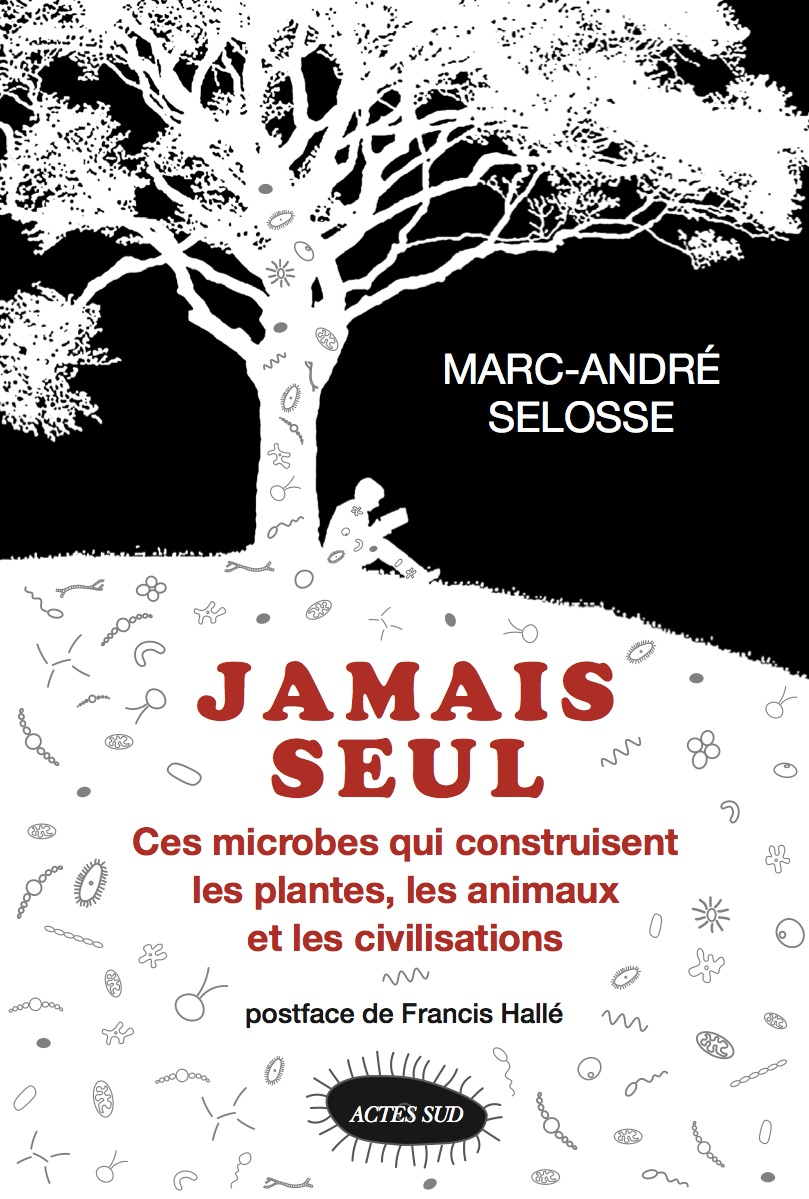 MARC-ANDRÉ
SELOSSE
JAMAIS
SEUL
Ces microbes qui construisent
les plantes, les animaux
et les civilisations
postface de Francis Hallé
ACTES SUD